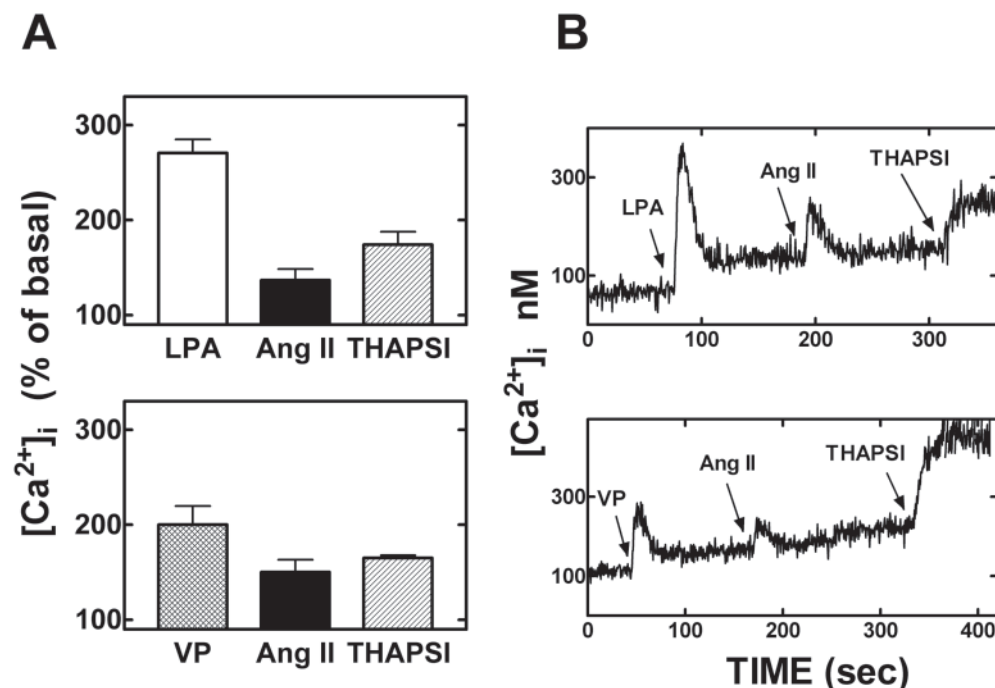 A
[Ca2+]i (% of basal)
300
200
100
LPA Ang II THAPSI
300
200
100
VP Ang II THAPSI
B
[Ca2+]i nM
300
100
LPA
Ang II
THAPSI
0 100 200 300
300
100
VP
Ang II
THAPSI
0 100 200 300 400
TIME (sec)